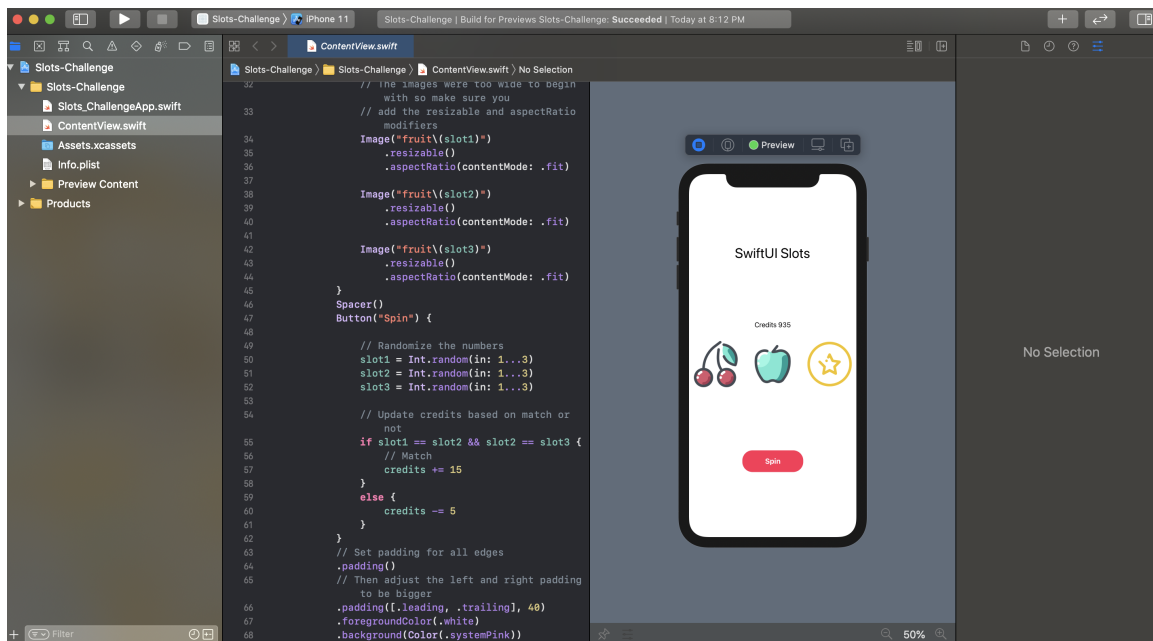 Slots-Challenge
iPhone 11
Slots-Challenge | Build for Previews Slots-Challenge: Succeeded | Today at 8:12 PM
ContentView.swift
Slots-Challenge
Slots-Challenge
Slots_ChallengeApp.swift
ContentView.swift
Assets.xcassets
Info.plist
Preview Content
Products
Filter
Slots-Challenge
Slots-Challenge
ContentView.swift
No Selection
32 // The images were too wide to begin
with so make sure you
33 // add the resizable and aspectRatio
modifiers
34 Image("fruit\(slot1)")
35 .resizable()
36 .aspectRatio(contentMode: .fit)
37
38 Image("fruit\(slot2)")
39 .resizable()
40 .aspectRatio(contentMode: .fit)
41
42 Image("fruit\(slot3)")
43 .resizable()
44 .aspectRatio(contentMode: .fit)
45 }
46 Spacer()
47 Button("Spin") {
48
49 // Randomize the numbers
50 slot1 = Int.random(in: 1...3)
51 slot2 = Int.random(in: 1...3)
52 slot3 = Int.random(in: 1...3)
53
54 // Update credits based on match or
not
55 if slot1 == slot2 && slot2 == slot3 {
56 // Match
57 credits += 15
58 }
59 else {
60 credits -= 5
61 }
62 }
63 // Set padding for all edges
64 .padding()
65 // Then adjust the left and right padding
to be bigger
66 .padding([.leading, .trailing], 40)
67 .foregroundColor(.white)
68 .background(Color(.systemPink))
Preview
SwiftUI Slots
Credits 935
Spin
50%
No Selection